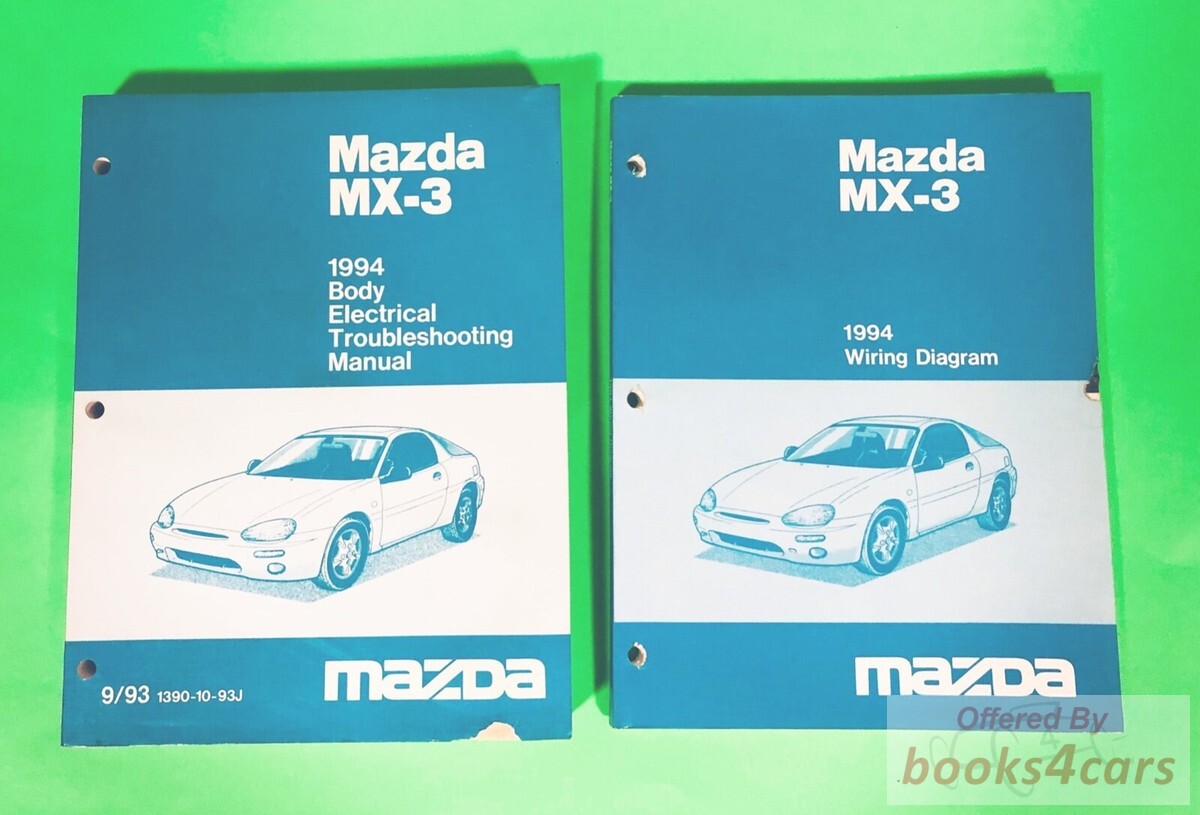 Mazda
MX-3
1994
Body
Electrical
Troubleshooting
Manual
9/93 1390-10-93J
mazda
Mazda
MX-3
1994
Wiring Diagram
mazda
Offered By
books4cars